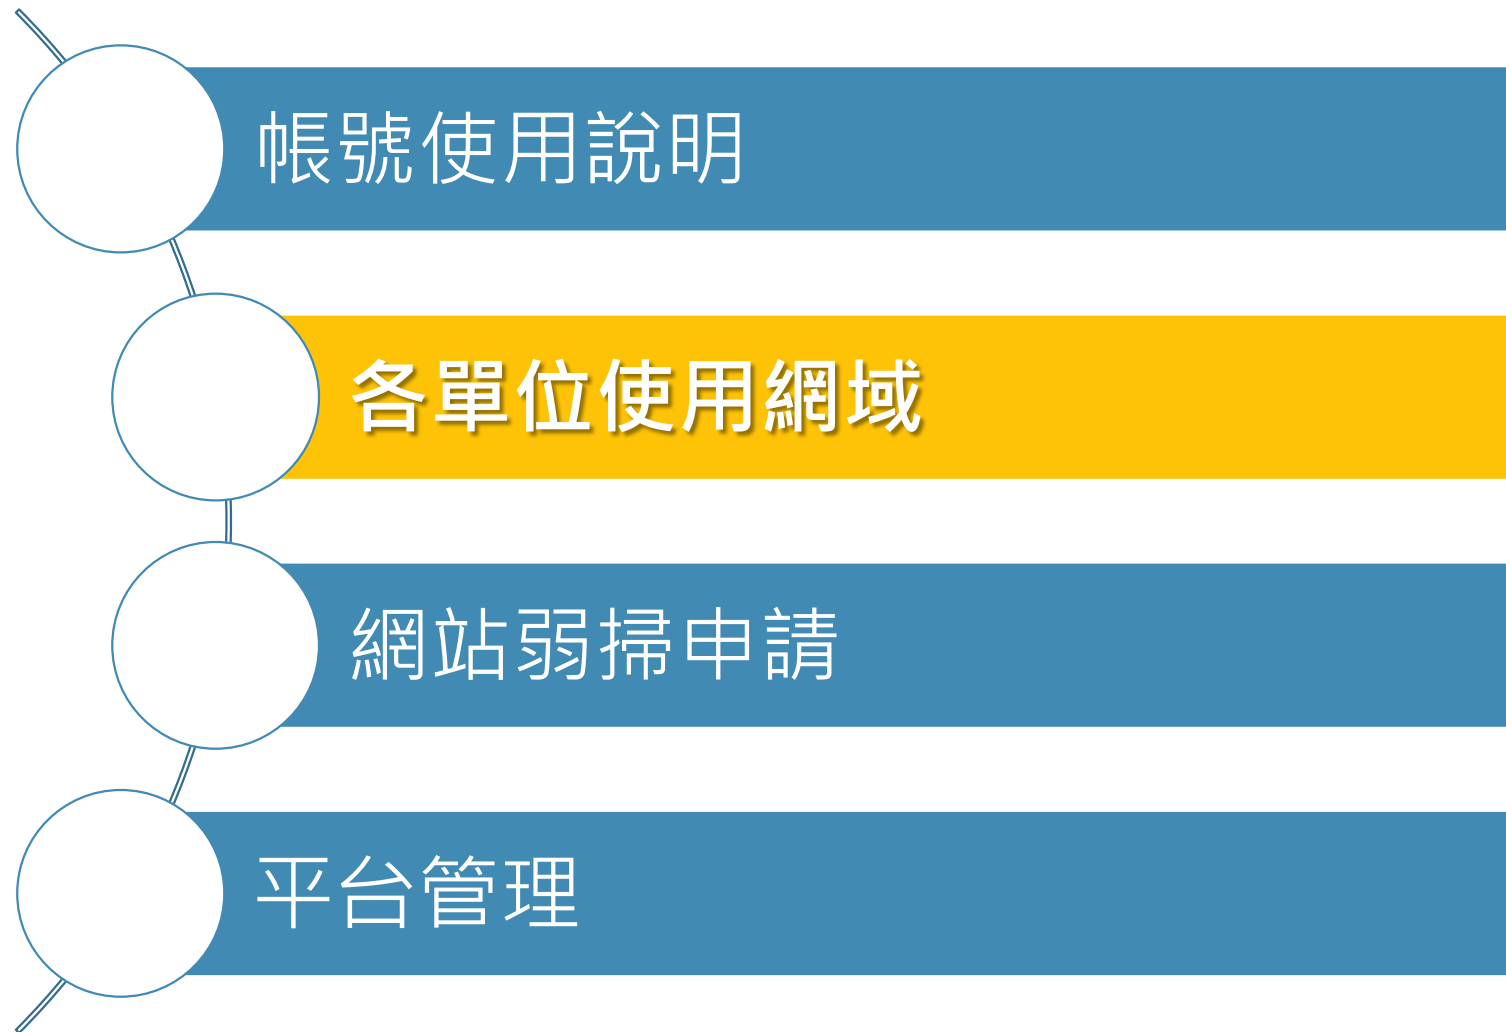 帳號使用說明
各單位使用網域
網站弱掃申請
平台管理